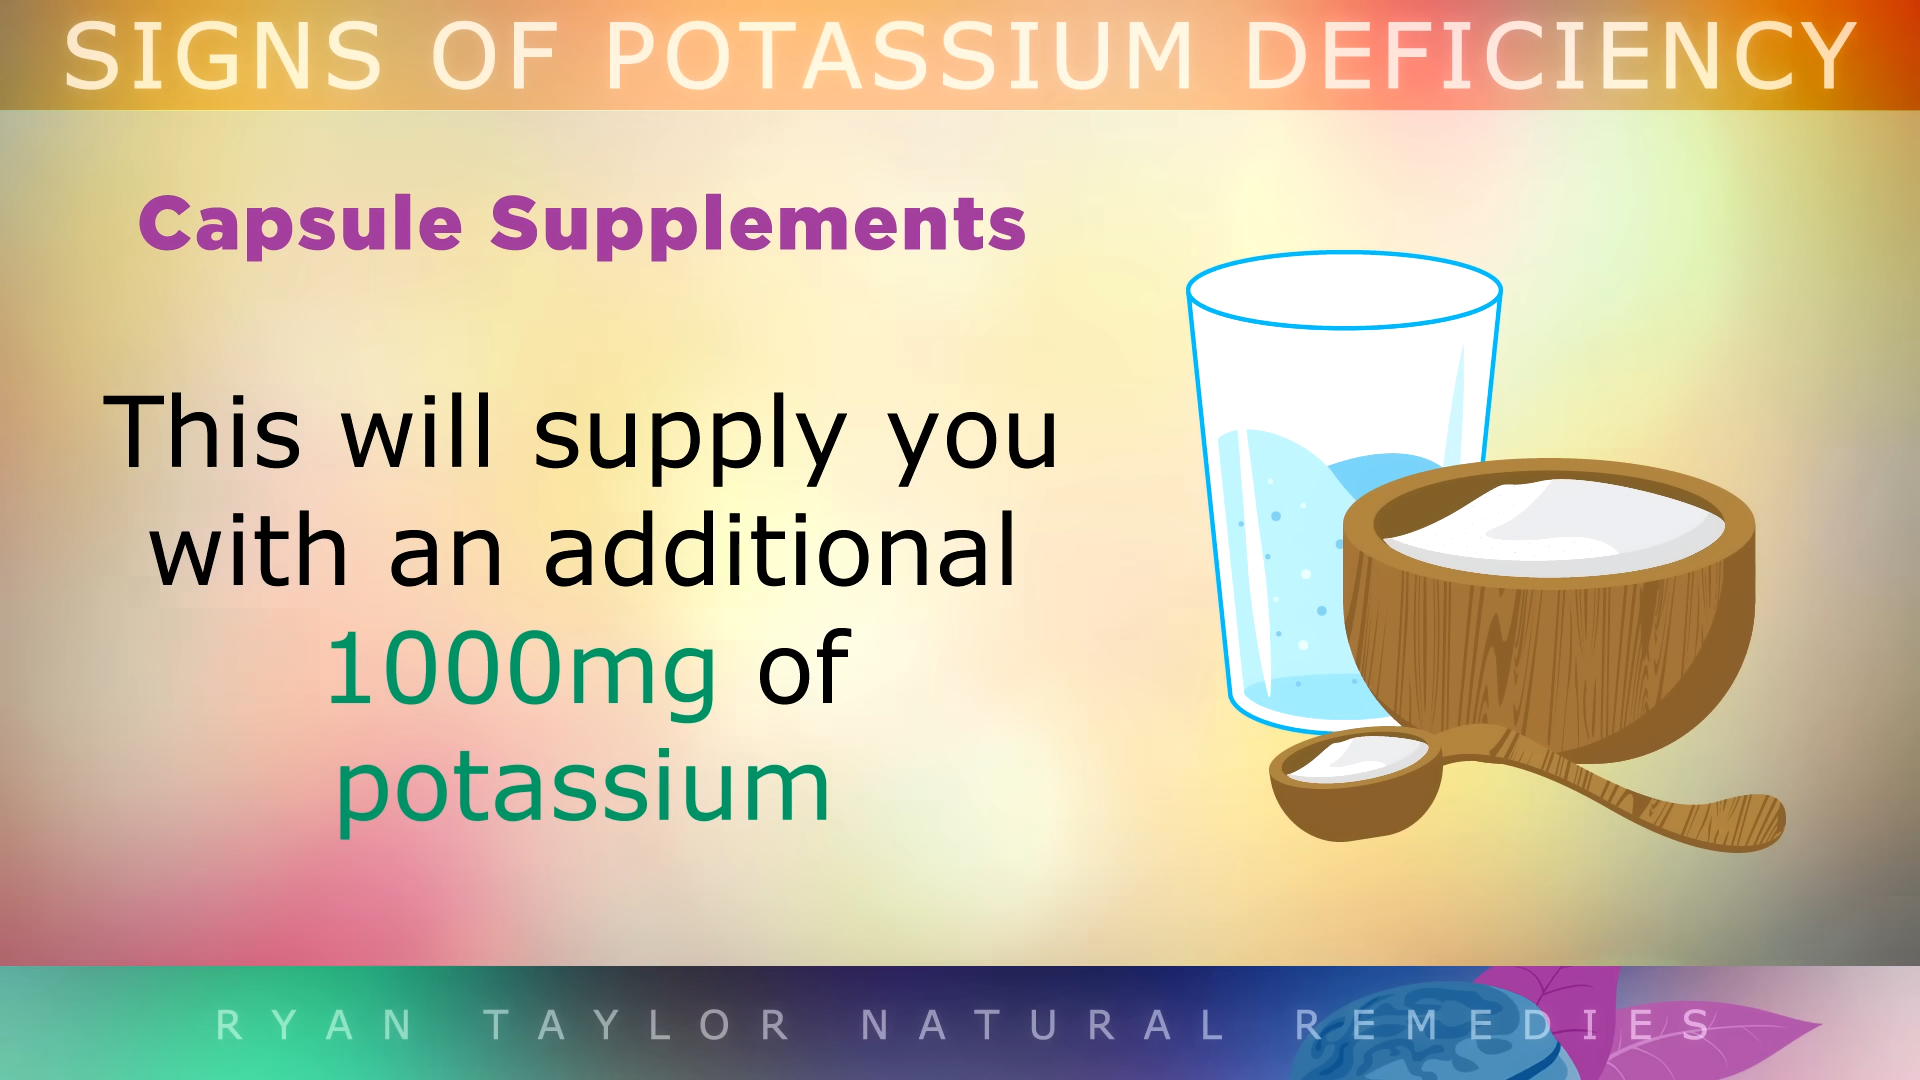 SIGNS OF POTASSIUM DEFICIENCY
Capsule Supplements
This will supply you
with an additional
1000mg of
potassium
RYAN TAYLOR NATURAL REMEDIES